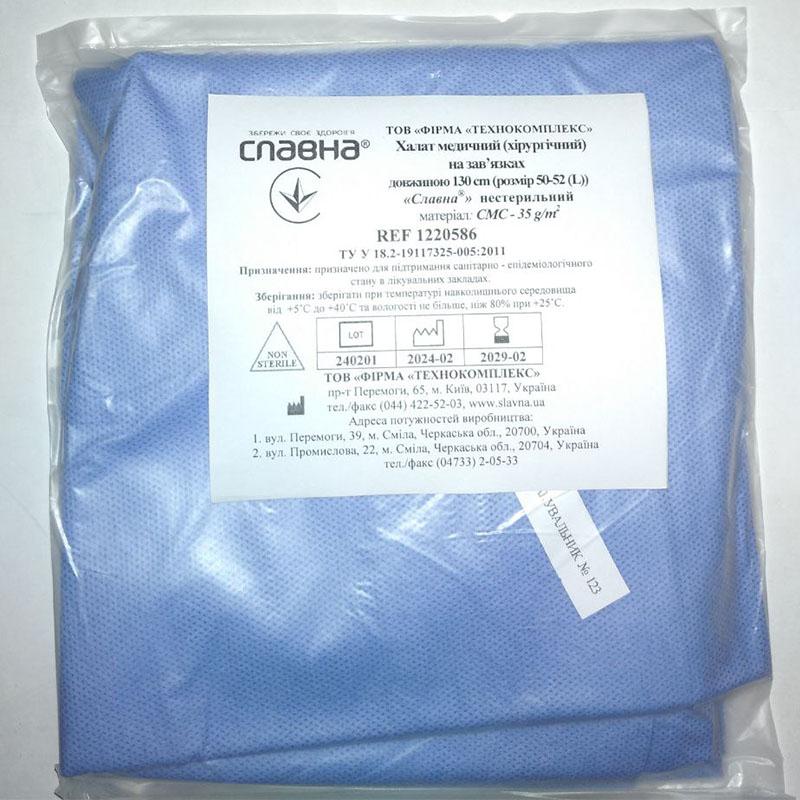 ЗБЕРЕЖИ СВОЄ ЗДОРОВ'Я
СЛАВНА®
ТОВ «ФІРМА «ТЕХНОКОМПЛЕКС»
Халат медичний (хірургічний)
на зав'язках
довжиною 130 cm (розмір 50-52 (L))
«Славна®» нестерильний
матеріал: СМС - 35 g/m²
REF 1220586
ТУ У 18.2-19117325-005:2011
Призначення: призначено для підтримання санітарно - епідеміологічного
стану в лікувальних закладах.
Зберігання: зберігати при температурі навколишнього середовища
від +5°С до +40°С та вологості не більше, ніж 80% при +25°С.
NON
STERILE
LOT
240201 2024-02 2029-02
ТОВ «ФІРМА «ТЕХНОКОМПЛЕКС»
пр-т Перемоги, 65, м. Київ, 03117, Україна
тел./факс (044) 422-52-03, www.slavna.ua
Адреса потужностей виробництва:
1. вул. Перемоги, 39, м. Сміла, Черкаська обл., 20700, Україна
2. вул. Промислова, 22, м. Сміла, Черкаська обл., 20704, Україна
тел./факс (04733) 2-05-33
УВАЛЬНИК № 123